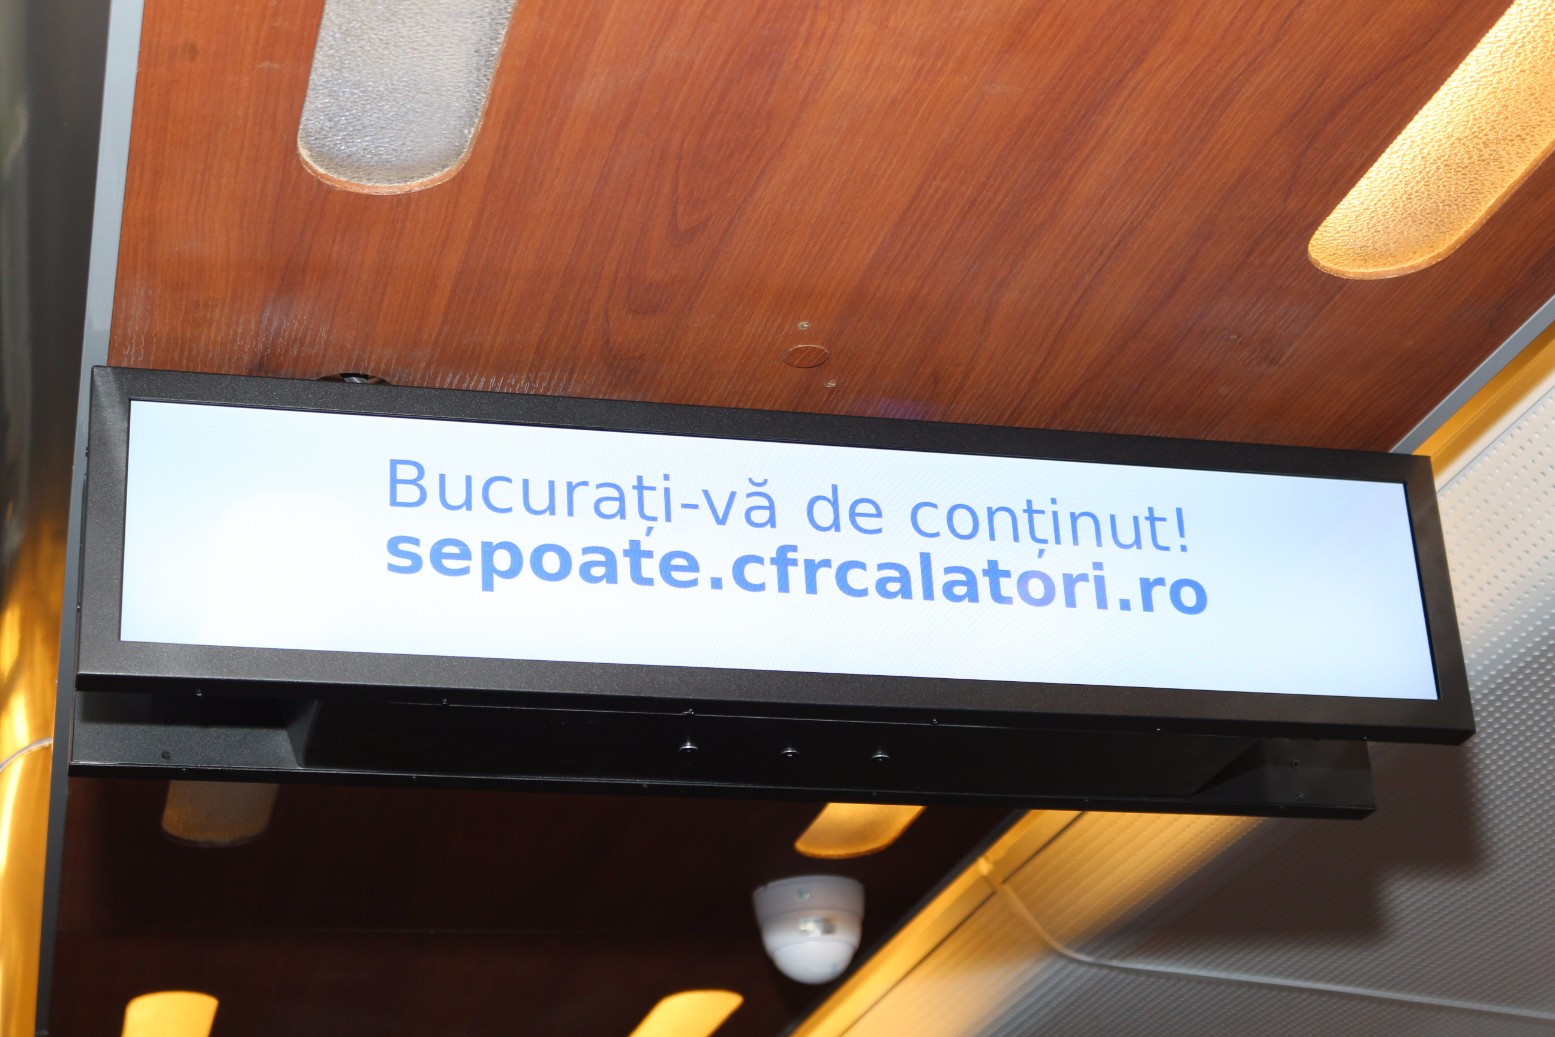 Bucurați-vă de conținut!
sepoate.cfrcalatori.ro